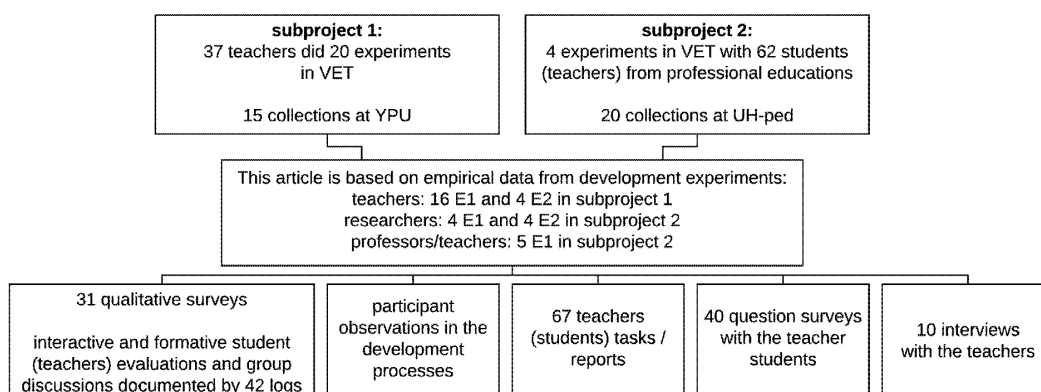 subproject 1:
37 teachers did 20 experiments
in VET
15 collections at YPU
subproject 2:
4 experiments in VET with 62 students
(teachers) from professional educations
20 collections at UH-ped
This article is based on empirical data from development experiments:
teachers: 16 E1 and 4 E2 in subproject 1
researchers: 4 E1 and 4 E2 in subproject 2
professors/teachers: 5 E1 in subproject 2
31 qualitative surveys
interactive and formative student
(teachers) evaluations and group
discussions documented by 42 logs
participant
observations in the
development
processes
67 teachers
(students) tasks /
reports
40 question surveys
with the teacher
students
10 interviews
with the teachers